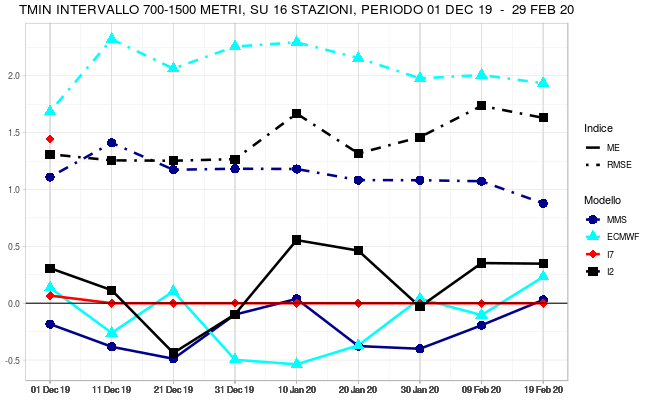 TMIN INTERVALLO 700-1500 METRI, SU 16 STAZIONI, PERIODO 01 DEC 19 - 29 FEB 20
2.0
1.5
1.0
0.5
0.0
-0.5
01 Dec 19 11 Dec 19 21 Dec 19 31 Dec 19 10 Jan 20 20 Jan 20 30 Jan 20 09 Feb 20 19 Feb 20
Indice
ME
RMSE
Modello
MMS
ECMWF
I7
I2